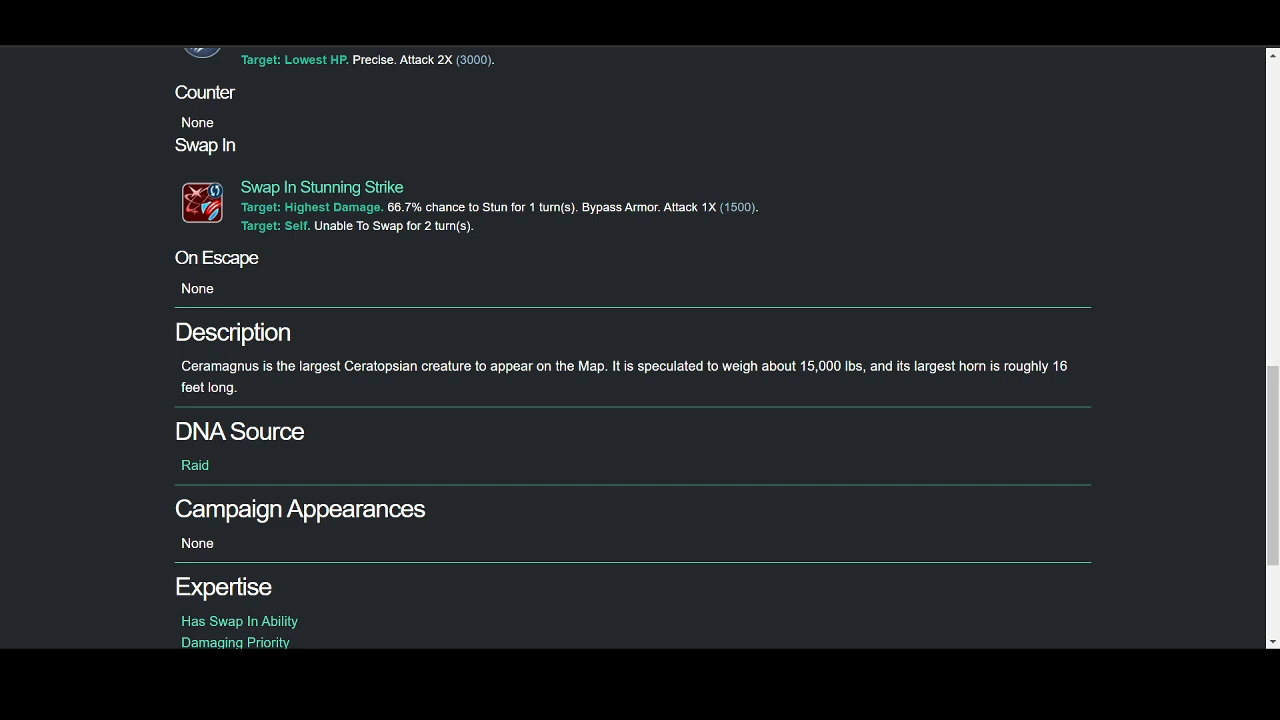 Target: Lowest HP. Precise. Attack 2X (3000).
Counter
None
Swap In
Swap In Stunning Strike
Target: Highest Damage. 66.7% chance to Stun for 1 turn(s). Bypass Armor. Attack 1X (1500).
Target: Self. Unable To Swap for 2 turn(s).
On Escape
None
Description
Ceramagnus is the largest Ceratopsian creature to appear on the Map. It is speculated to weigh about 15,000 lbs, and its largest horn is roughly 16
feet long.
DNA Source
Raid
Campaign Appearances
None
Expertise
Has Swap In Ability
Damaging Priority